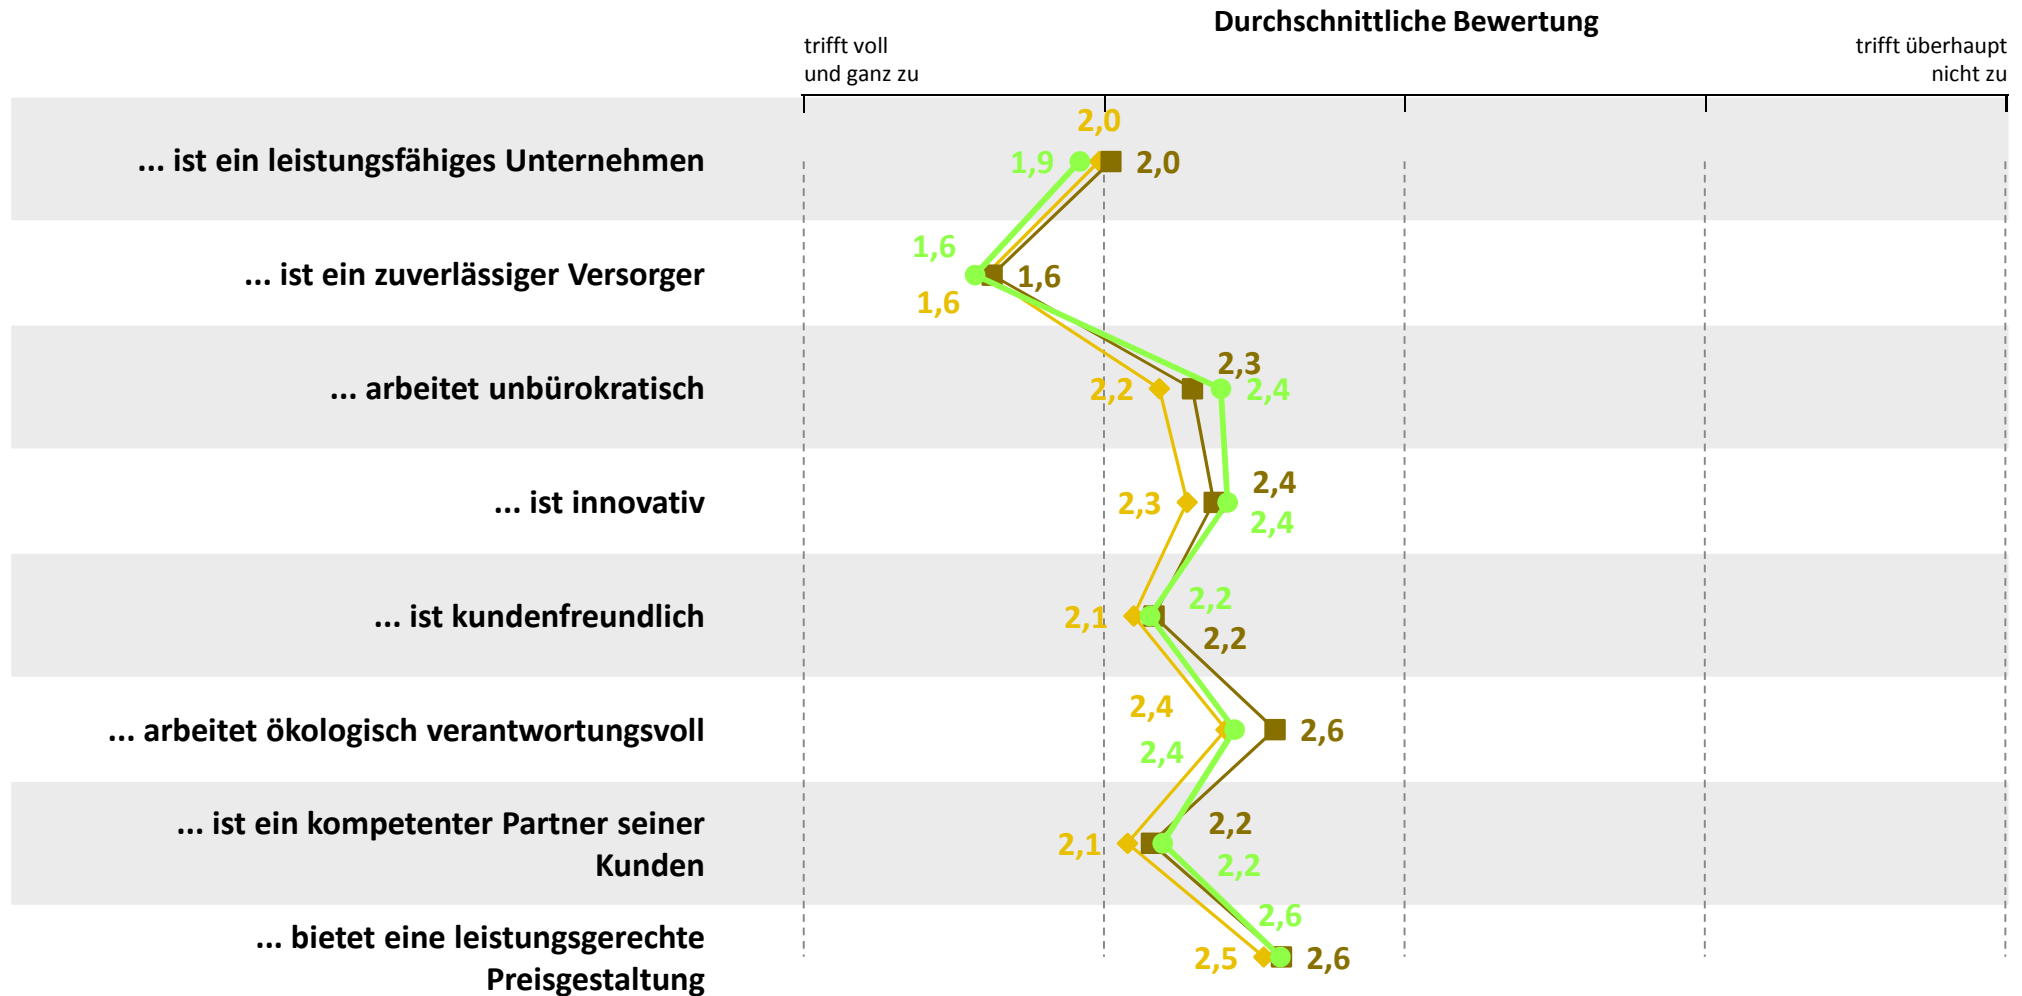 Durchschnittliche Bewertung
trifft voll
und ganz zu
trifft überhaupt
nicht zu
2,0
... ist ein leistungsfähiges Unternehmen
1,9
2,0
1,6
... ist ein zuverlässiger Versorger
1,6
1,6
2,3
... arbeitet unbürokratisch
2,2
2,4
2,4
... ist innovativ
2,3
2,4
2,2
... ist kundenfreundlich
2,1
2,2
2,4
... arbeitet ökologisch verantwortungsvoll
2,6
2,4
... ist ein kompetenter Partner seiner
Kunden
2,2
2,1
2,2
2,6
... bietet eine leistungsgerechte
Preisgestaltung
2,5
2,6